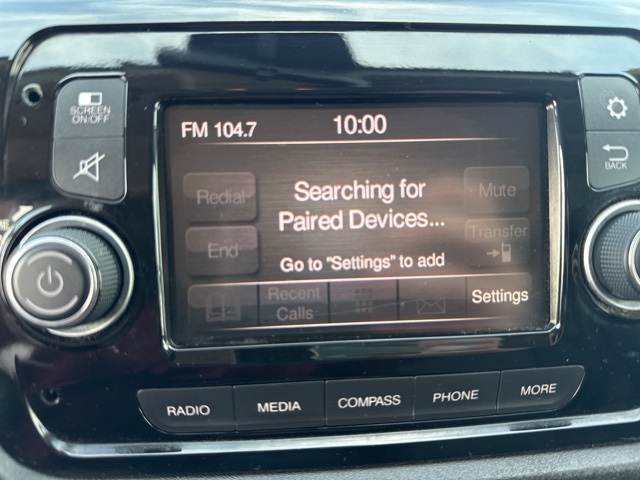 SCREEN
ON/OFF
FM 104.7
10:00
Redial
Searching for
Paired Devices...
Mute
End
Transfer
Go to "Settings" to add
Recent
Calls
Settings
BACK
RADIO
MEDIA
COMPASS
PHONE
MORE